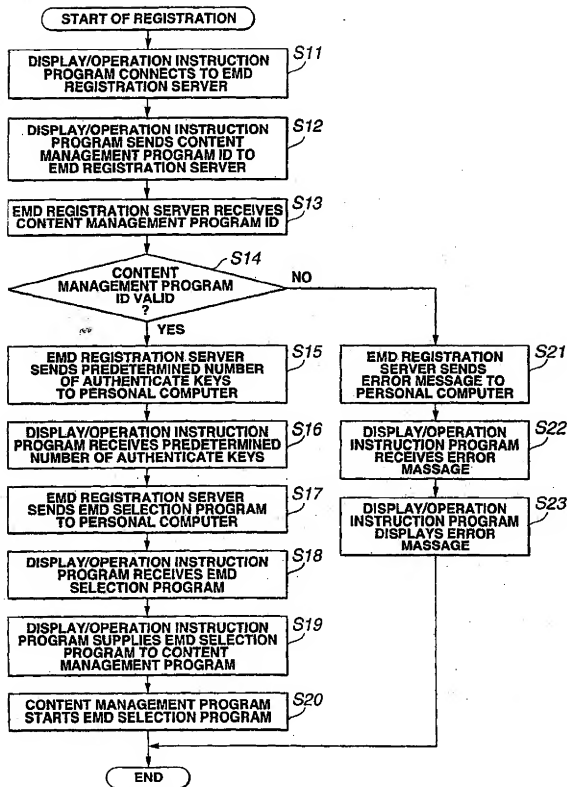 START OF REGISTRATION
S11
DISPLAY/OPERATION INSTRUCTION
PROGRAM CONNECTS TO EMD
REGISTRATION SERVER
S12
DISPLAY/OPERATION INSTRUCTION
PROGRAM SENDS CONTENT
MANAGEMENT PROGRAM ID TO
EMD REGISTRATION SERVER
S13
EMD REGISTRATION SERVER RECEIVES
CONTENT MANAGEMENT PROGRAM ID
S14
CONTENT
MANAGEMENT PROGRAM
ID VALID
?
NO
YES
S15
EMD REGISTRATION SERVER
SENDS PREDETERMINED NUMBER
OF AUTHENTICATE KEYS
TO PERSONAL COMPUTER
S16
DISPLAY/OPERATION INSTRUCTION
PROGRAM RECEIVES PREDETERMINED
NUMBER OF AUTHENTICATE KEYS
S17
EMD REGISTRATION SERVER
SENDS EMD SELECTION PROGRAM
TO PERSONAL COMPUTER
S18
DISPLAY/OPERATION INSTRUCTION
PROGRAM RECEIVES EMD
SELECTION PROGRAM
S19
DISPLAY/OPERATION INSTRUCTION
PROGRAM SUPPLIES EMD SELECTION
PROGRAM TO CONTENT
MANAGEMENT PROGRAM
S20
CONTENT MANAGEMENT PROGRAM
STARTS EMD SELECTION PROGRAM
S21
EMD REGISTRATION
SERVER SENDS
ERROR MESSAGE TO
PERSONAL COMPUTER
S22
DISPLAY/OPERATION
INSTRUCTION PROGRAM
RECEIVES ERROR
MASSAGE
S23
DISPLAY/OPERATION
INSTRUCTION PROGRAM
DISPLAYS ERROR
MASSAGE
END